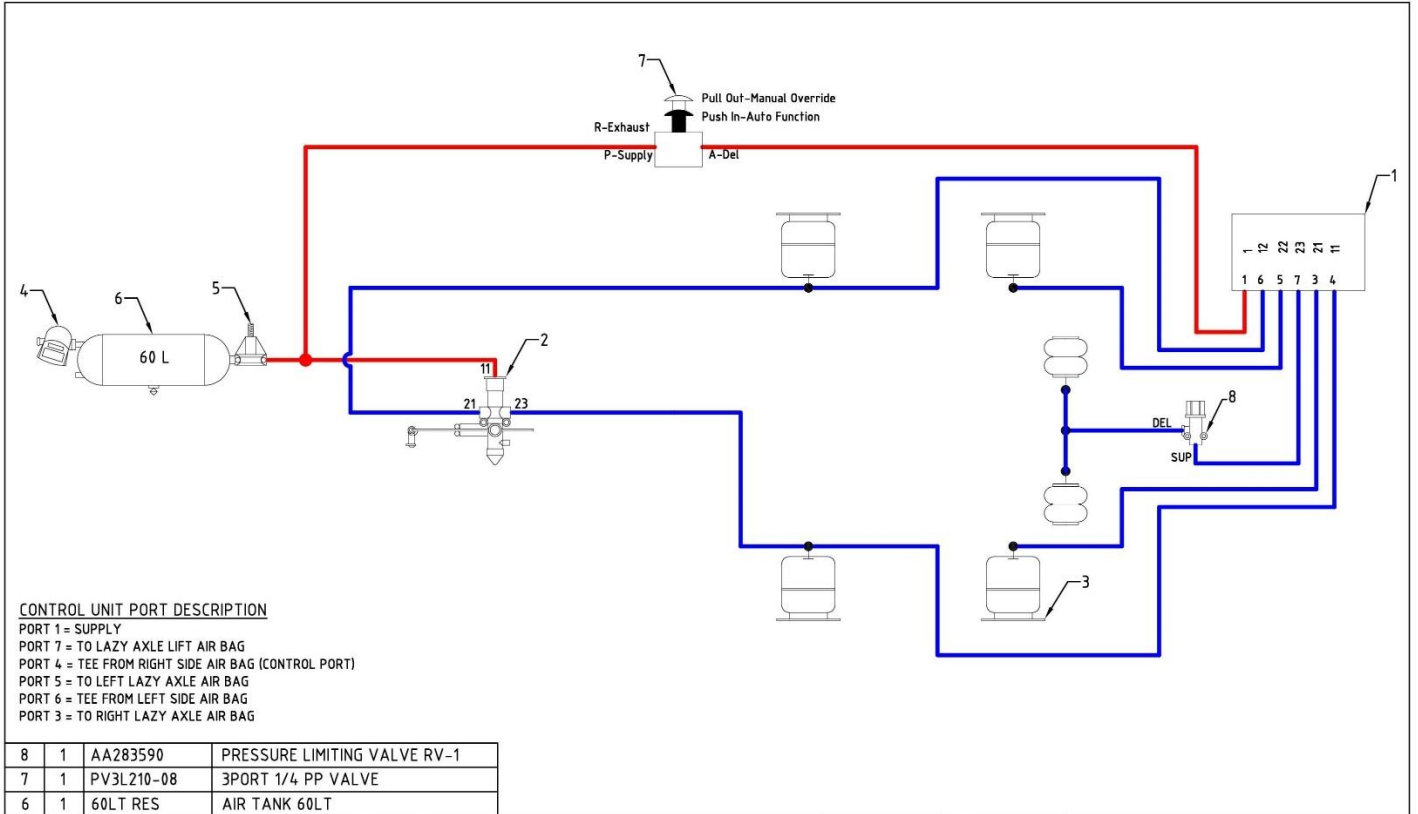 7
Pull Out-Manual Override
Push In-Auto Function
R-Exhaust
P-Supply
A-Del
1
1 12 22 23 21 11
1 6 5 7 3 4
4
6
5
60 L
2
11
21
23
8
DEL
SUP
3
CONTROL UNIT PORT DESCRIPTION
PORT 1 = SUPPLY
PORT 7 = TO LAZY AXLE LIFT AIR BAG
PORT 4 = TEE FROM RIGHT SIDE AIR BAG (CONTROL PORT)
PORT 5 = TO LEFT LAZY AXLE AIR BAG
PORT 6 = TEE FROM LEFT SIDE AIR BAG
PORT 3 = TO RIGHT LAZY AXLE AIR BAG
8 1 AA283590 PRESSURE LIMITING VALVE RV-1
7 1 PV3L210-08 3PORT 1/4 PP VALVE
6 1 60LT RES AIR TANK 60LT